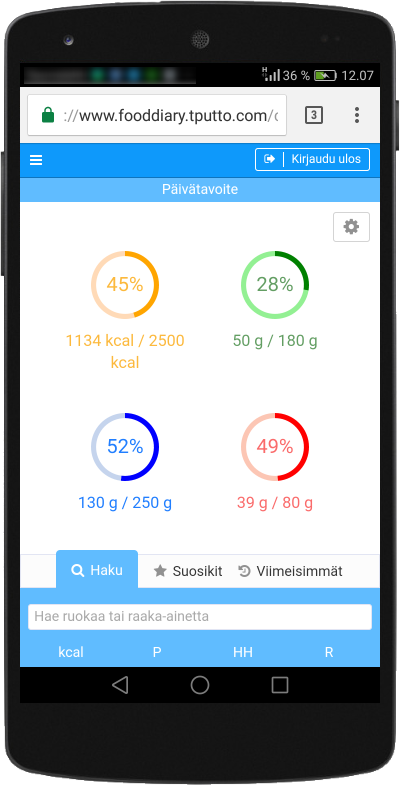 H 36 % 12.07
://www.fooddiary.tputto.com/
3
Kirjaudu ulos
Päivätavoite
45%
28%
1134 kcal / 2500
kcal
50 g / 180 g
52%
49%
130 g / 250 g
39 g / 80 g
Haku Suosikit Viimeisimmät
Hae ruokaa tai raaka-ainetta
kcal P HH R